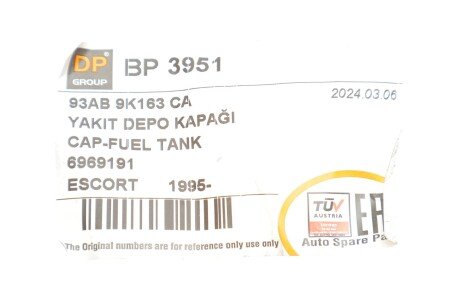 DP
GROUP
BP 3951
2024.03.06
93AB 9K163 CA
YAKIT DEPO KAPAĞI
CAP-FUEL TANK
6969191
ESCORT 1995-
The Original numbers are for reference only use only
TÜV
AUSTRIA
Auto Spare Pa